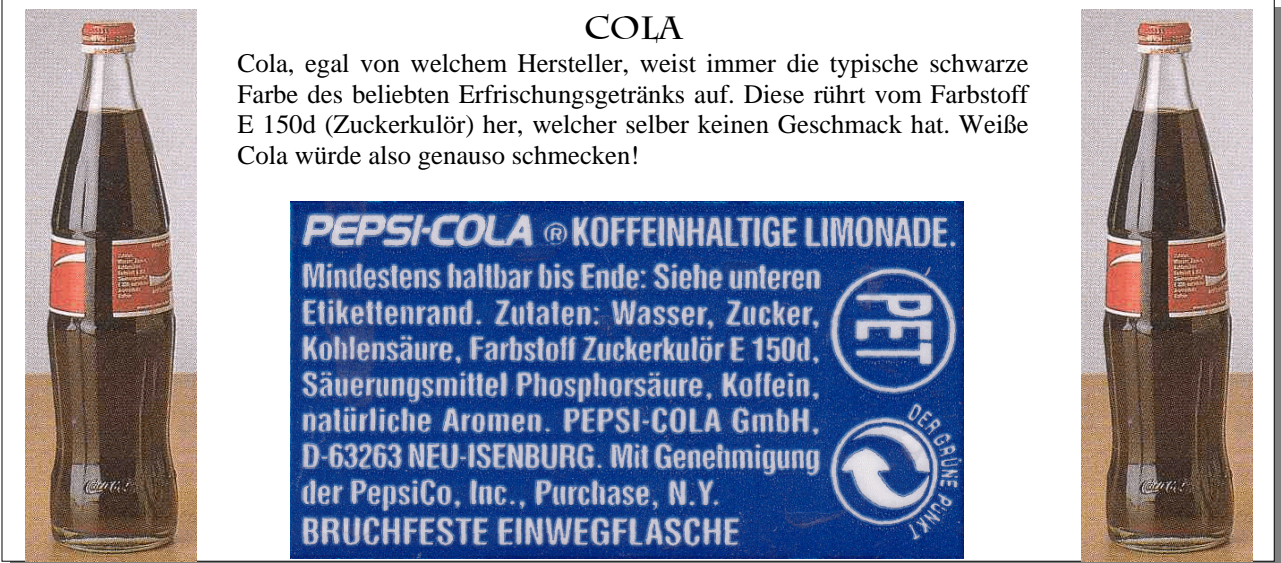 COLA
Cola, egal von welchem Hersteller, weist immer die typische schwarze
Farbe des beliebten Erfrischungsgetränks auf. Diese rührt vom Farbstoff
E 150d (Zuckerkulör) her, welcher selber keinen Geschmack hat. Weiße
Cola würde also genauso schmecken!
PEPSI-COLA ® KOFFEINHALTIGE LIMONADE.
Mindestens haltbar bis Ende: Siehe unteren
Etikettenrand. Zutaten: Wasser, Zucker,
Kohlensäure, Farbstoff Zuckerkulör E 150d,
Säuerungsmittel Phosphorsäure, Koffein,
natürliche Aromen. PEPSI-COLA GmbH,
D-63263 NEU-ISENBURG. Mit Genehmigung
der PepsiCo, Inc., Purchase, N.Y.
BRUCHFESTE EINWEGFLASCHE
PET
DER GRÜNE PUNKT